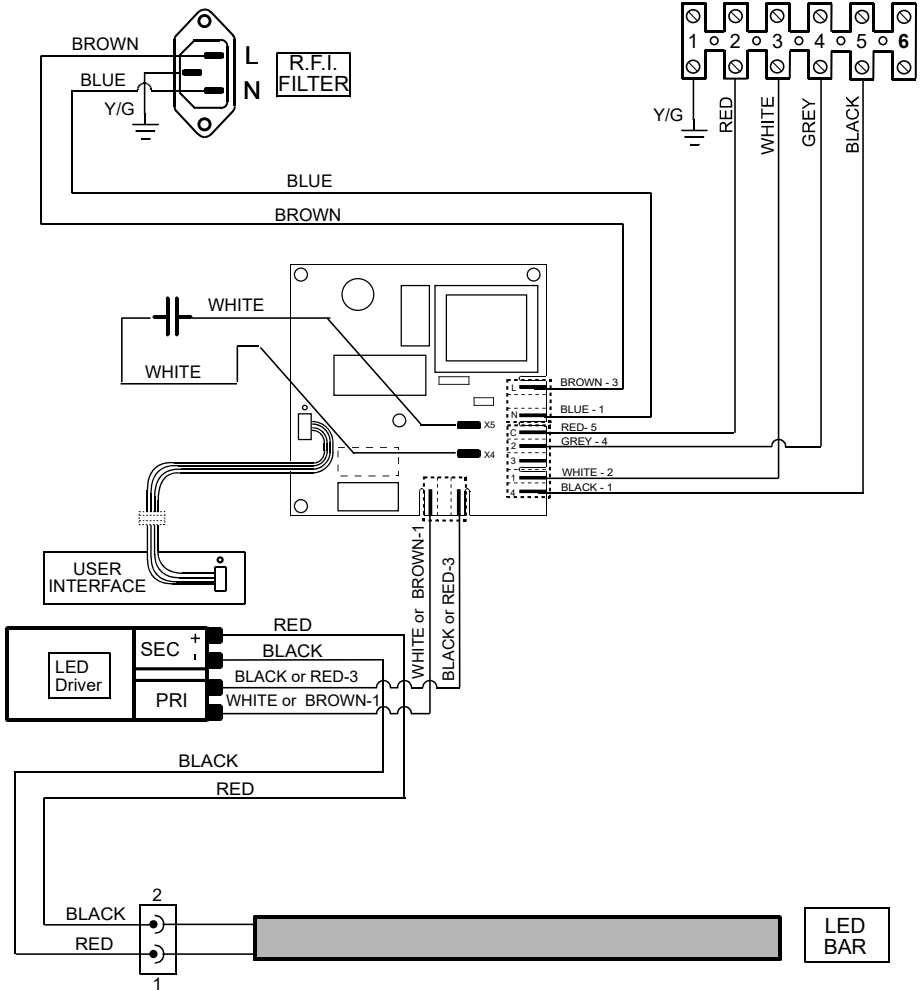 BROWN
L
R.F.I.
FILTER
BLUE
N
Y/G
1 2 3 4 5 6
Y/G
RED
WHITE
GREY
BLACK
BLUE
BROWN
WHITE
WHITE
L
BROWN - 3
N
BLUE - 1
C
RED- 5
2
GREY - 4
3
1
WHITE - 2
4
BLACK - 1
X5
X4
USER
INTERFACE
WHITE or BROWN-1
BLACK or RED-3
LED
Driver
SEC + -
PRI
RED
BLACK
BLACK or RED-3
WHITE or BROWN-1
BLACK
RED
BLACK
RED
2
1
LED
BAR